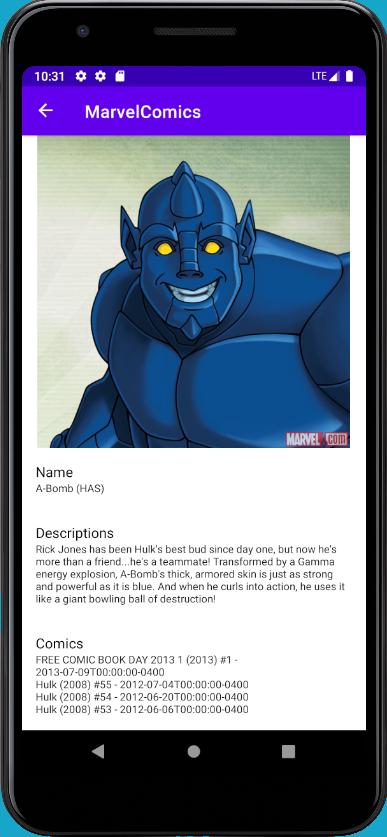 10:31 LTE
MarvelComics
MARVEL.COM
Name
A-Bomb (HAS)
Descriptions
Rick Jones has been Hulk's best bud since day one, but now he's
more than a friend...he's a teammate! Transformed by a Gamma
energy explosion, A-Bomb's thick, armored skin is just as strong
and powerful as it is blue. And when he curls into action, he uses it
like a giant bowling ball of destruction!
Comics
FREE COMIC BOOK DAY 2013 1 (2013) #1 -
2013-07-09T00:00:00-0400
Hulk (2008) #55 - 2012-07-04T00:00:00-0400
Hulk (2008) #54 - 2012-06-20T00:00:00-0400
Hulk (2008) #53 - 2012-06-06T00:00:00-0400